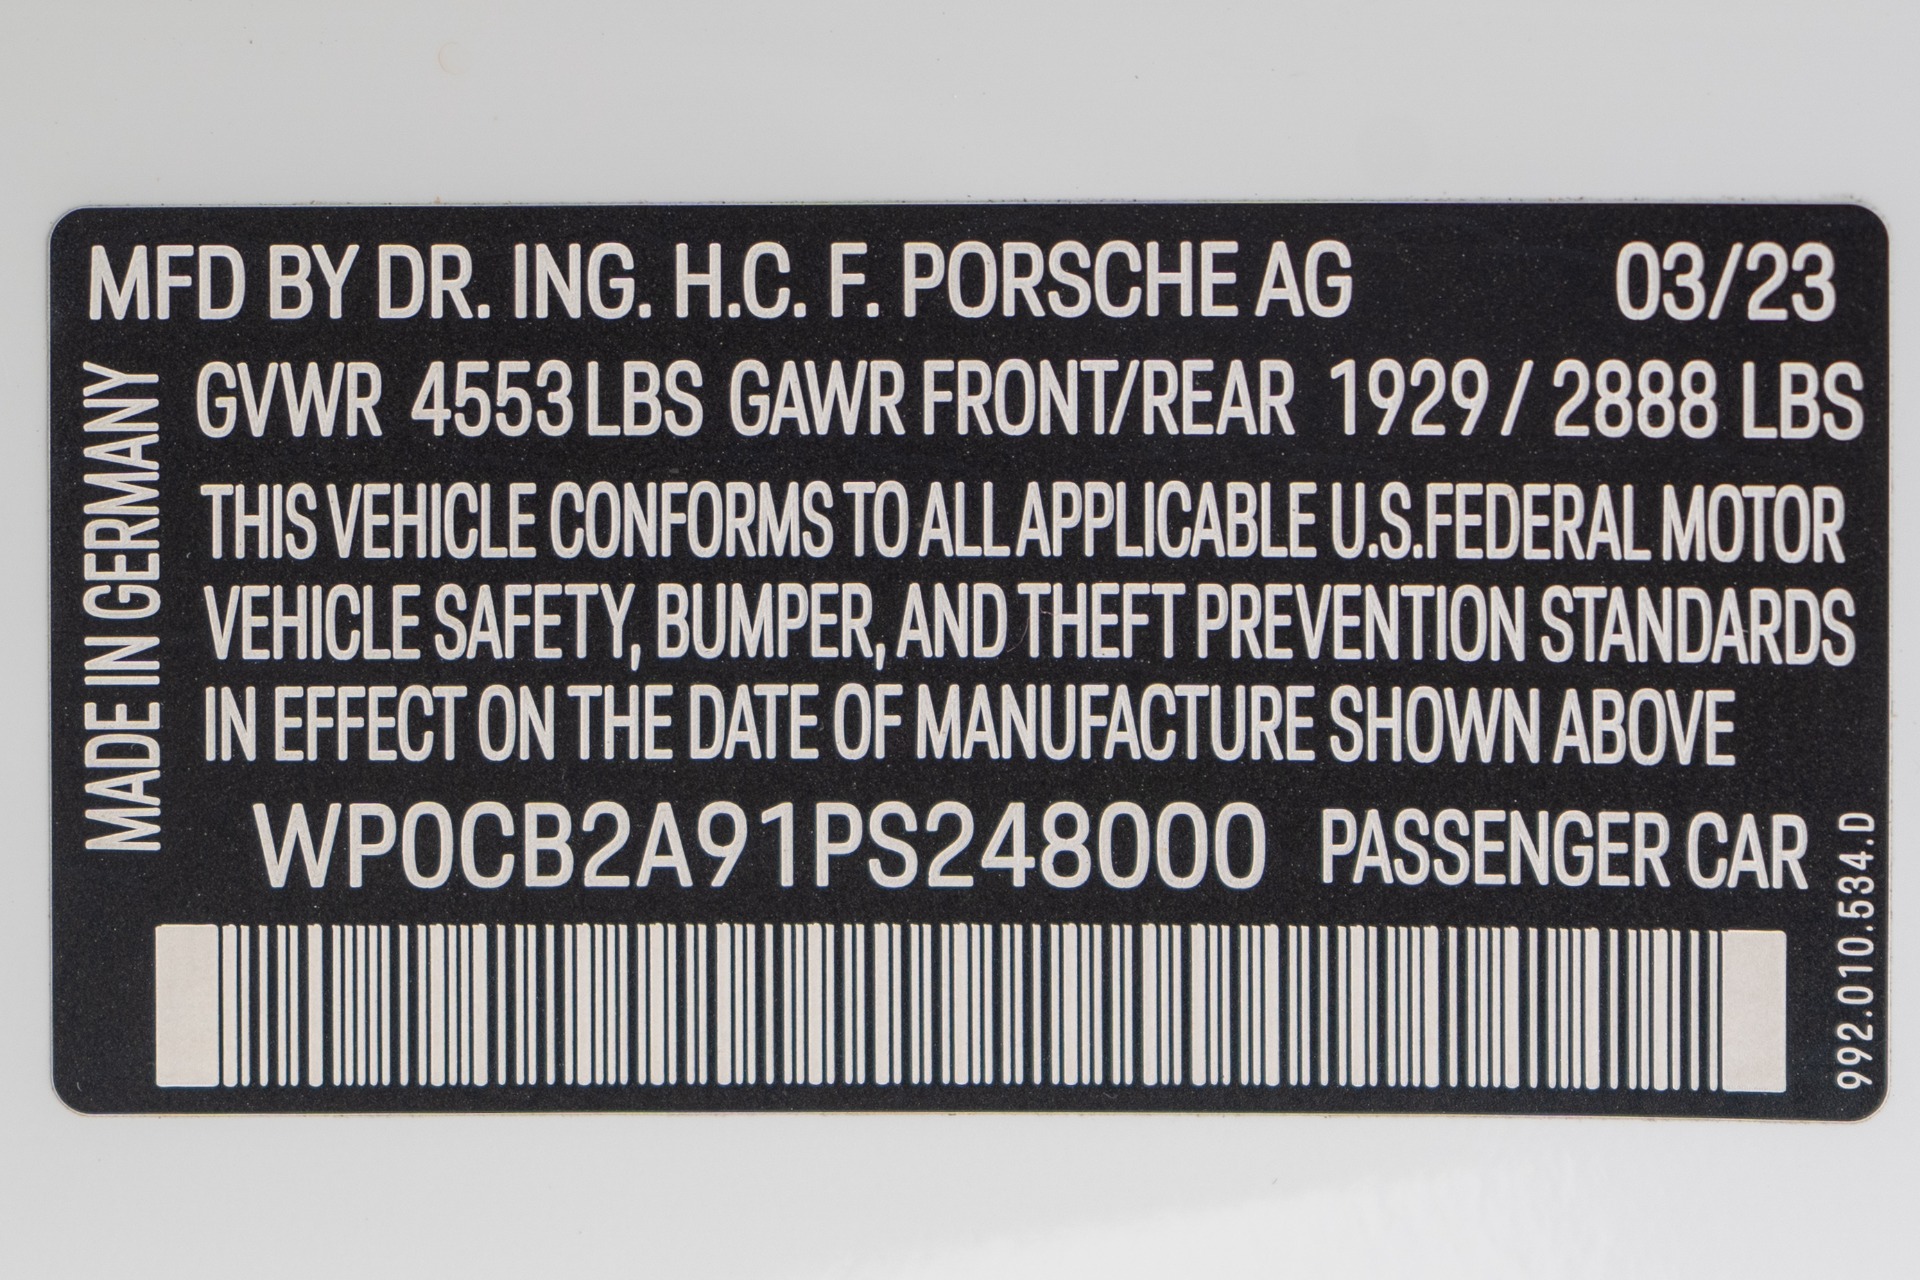 MFD BY DR. ING. H.C. F. PORSCHE AG 03/23
GVWR 4553 LBS GAWR FRONT/REAR 1929 / 2888 LBS
THIS VEHICLE CONFORMS TO ALL APPLICABLE U.S.FEDERAL MOTOR
VEHICLE SAFETY, BUMPER, AND THEFT PREVENTION STANDARDS
IN EFFECT ON THE DATE OF MANUFACTURE SHOWN ABOVE
WP0CB2A91PS248000 PASSENGER CAR
MADE IN GERMANY
992.010.534.D